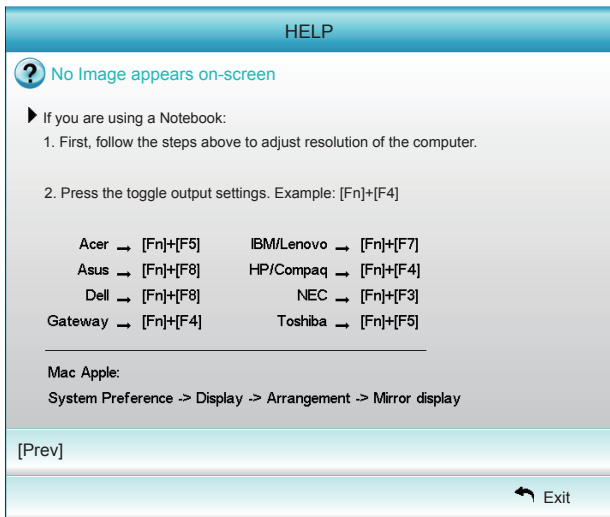 HELP
? No Image appears on-screen
If you are using a Notebook:
1. First, follow the steps above to adjust resolution of the computer.
2. Press the toggle output settings. Example: [Fn]+[F4]
Acer → [Fn]+[F5] IBM/Lenovo → [Fn]+[F7]
Asus → [Fn]+[F8] HP/Compaq → [Fn]+[F4]
Dell → [Fn]+[F8] NEC → [Fn]+[F3]
Gateway → [Fn]+[F4] Toshiba → [Fn]+[F5]
Mac Apple:
System Preference -> Display -> Arrangement -> Mirror display
[Prev]
Exit